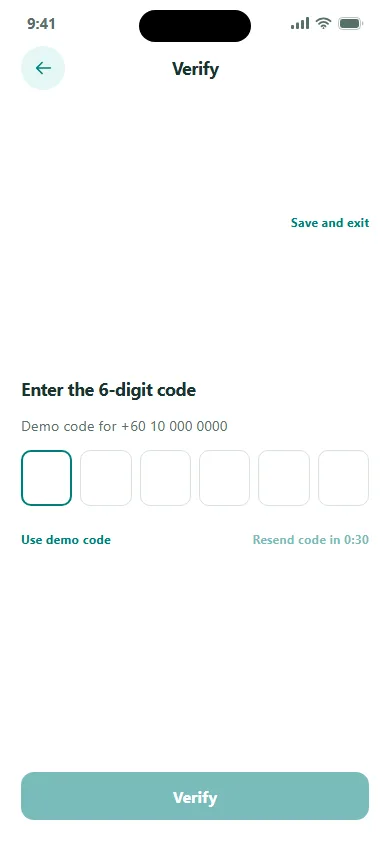 9:41
Verify
Save and exit
Enter the 6-digit code
Demo code for +60 10 000 0000
Use demo code
Resend code in 0:30
Verify